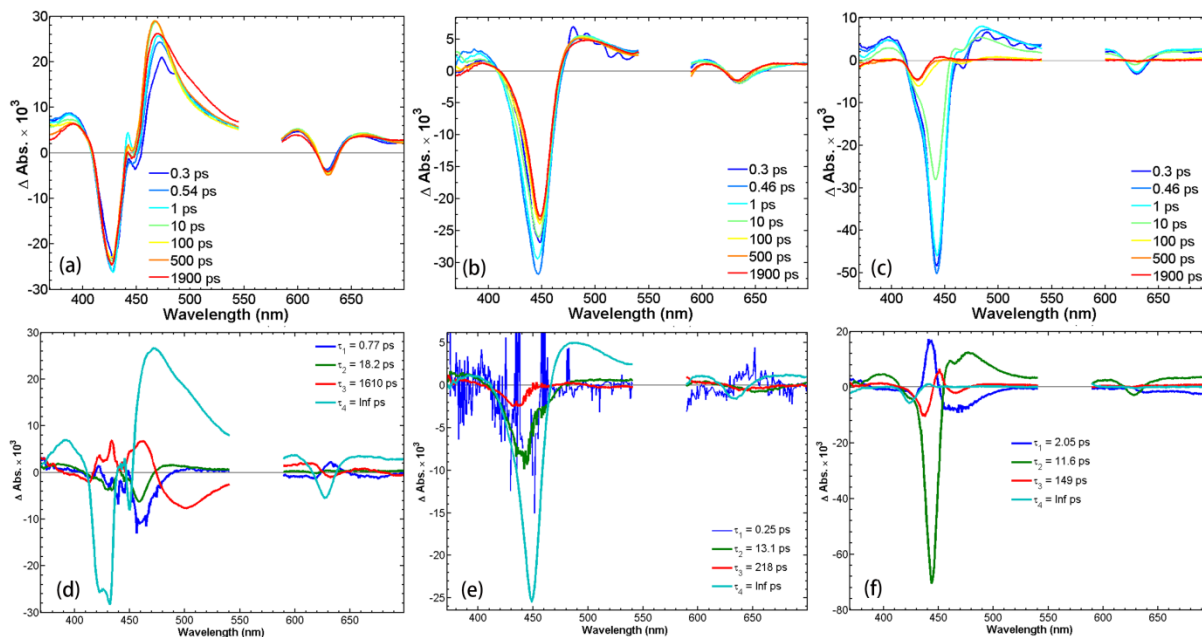 Δ Abs. × 10³
30
20
10
0
-10
-20
-30
400 450 500 550 600 650
Wavelength (nm)
(a)
0.3 ps
0.54 ps
1 ps
10 ps
100 ps
500 ps
1900 ps
Δ Abs. × 10³
5
0
-5
-10
-15
-20
-25
-30
400 450 500 550 600 650
Wavelength (nm)
(b)
0.3 ps
0.46 ps
1 ps
10 ps
100 ps
500 ps
1900 ps
Δ Abs. × 10³
10
0
-10
-20
-30
-40
-50
400 450 500 550 600 650
Wavelength (nm)
(c)
0.3 ps
0.46 ps
1 ps
10 ps
100 ps
500 ps
1900 ps
Δ Abs. × 10³
30
20
10
0
-10
-20
-30
400 450 500 550 600 650
Wavelength (nm)
(d)
τ₁ = 0.77 ps
τ₂ = 18.2 ps
τ₃ = 1610 ps
τ₄ = Inf ps
Δ Abs. × 10³
5
0
-5
-10
-15
-20
-25
400 450 500 550 600 650
Wavelength (nm)
(e)
τ₁ = 0.25 ps
τ₂ = 13.1 ps
τ₃ = 218 ps
τ₄ = Inf ps
Δ Abs. × 10³
20
0
-20
-40
-60
-80
400 450 500 550 600 650
Wavelength (nm)
(f)
τ₁ = 2.05 ps
τ₂ = 11.6 ps
τ₃ = 149 ps
τ₄ = Inf ps